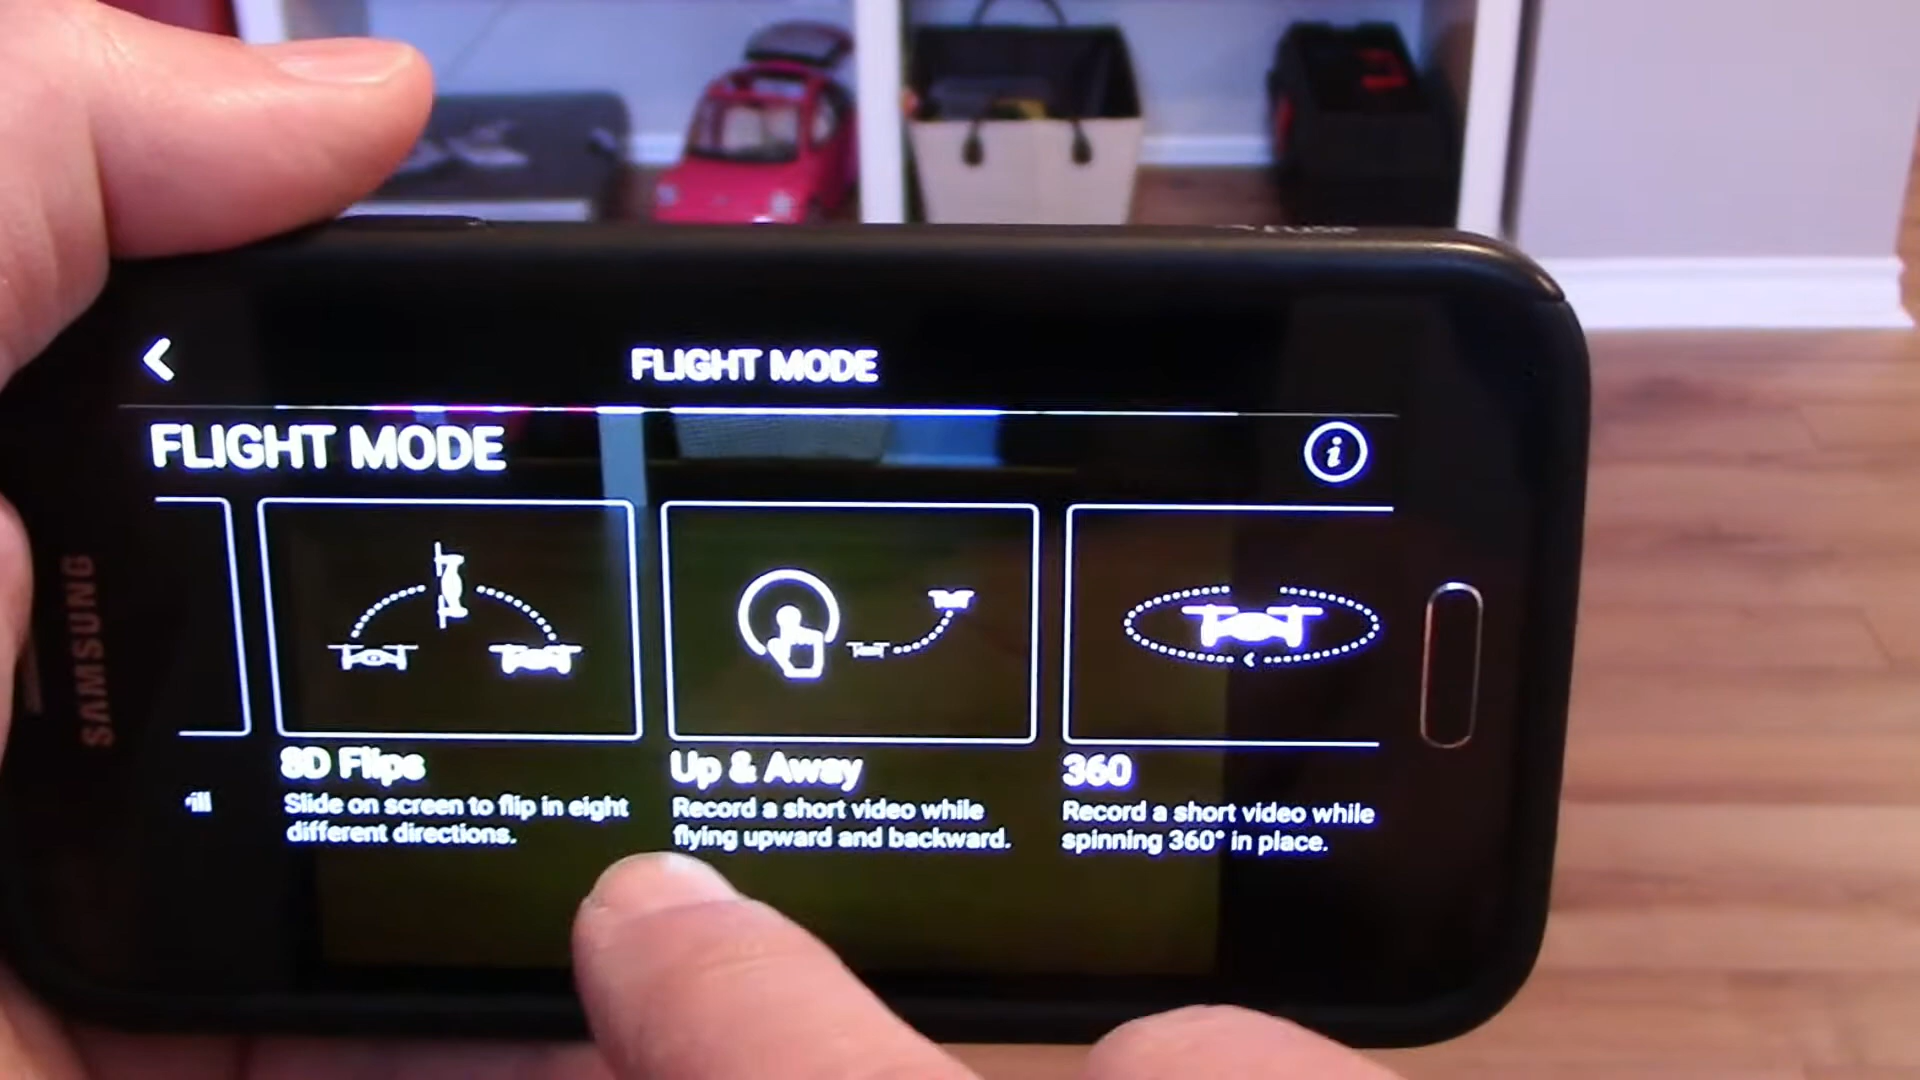 FLIGHT MODE
FLIGHT MODE
i
8D Flips
Slide on screen to flip in eight
different directions.
Up & Away
Record a short video while
flying upward and backward.
360
Record a short video while
spinning 360° in place.
SAMSUNG